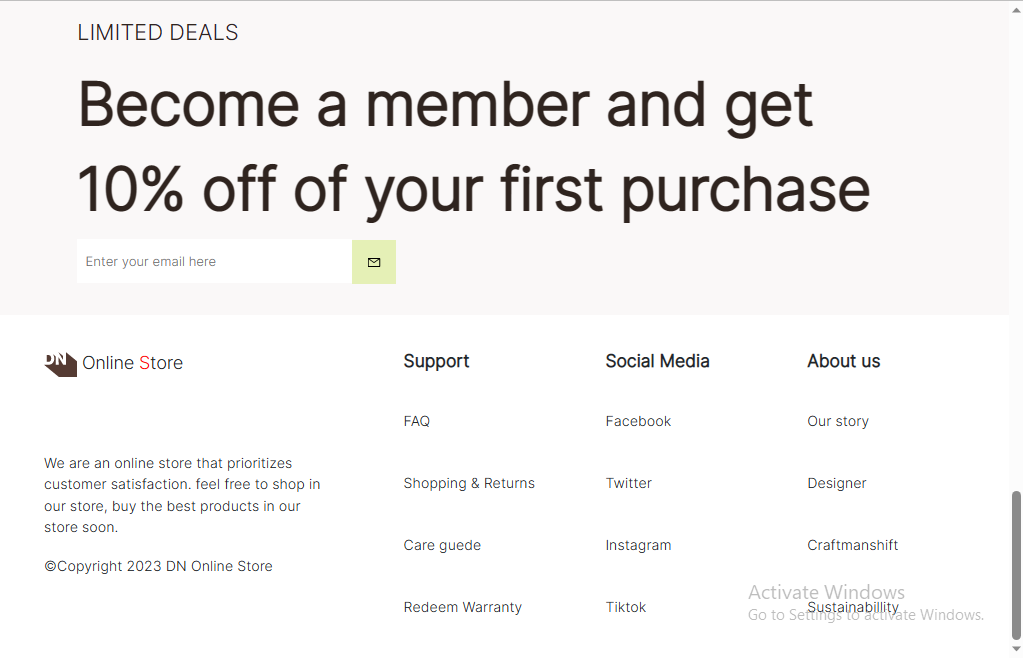 LIMITED DEALS
Become a member and get
10% off of your first purchase
Enter your email here
DN Online Store
We are an online store that prioritizes
customer satisfaction. feel free to shop in
our store, buy the best products in our
store soon.
©Copyright 2023 DN Online Store
Support
FAQ
Shopping & Returns
Care guede
Redeem Warranty
Social Media
Facebook
Twitter
Instagram
Tiktok
About us
Our story
Designer
Craftmanshift
Sustainabillity
Activate Windows
Go to Settings to activate Windows.